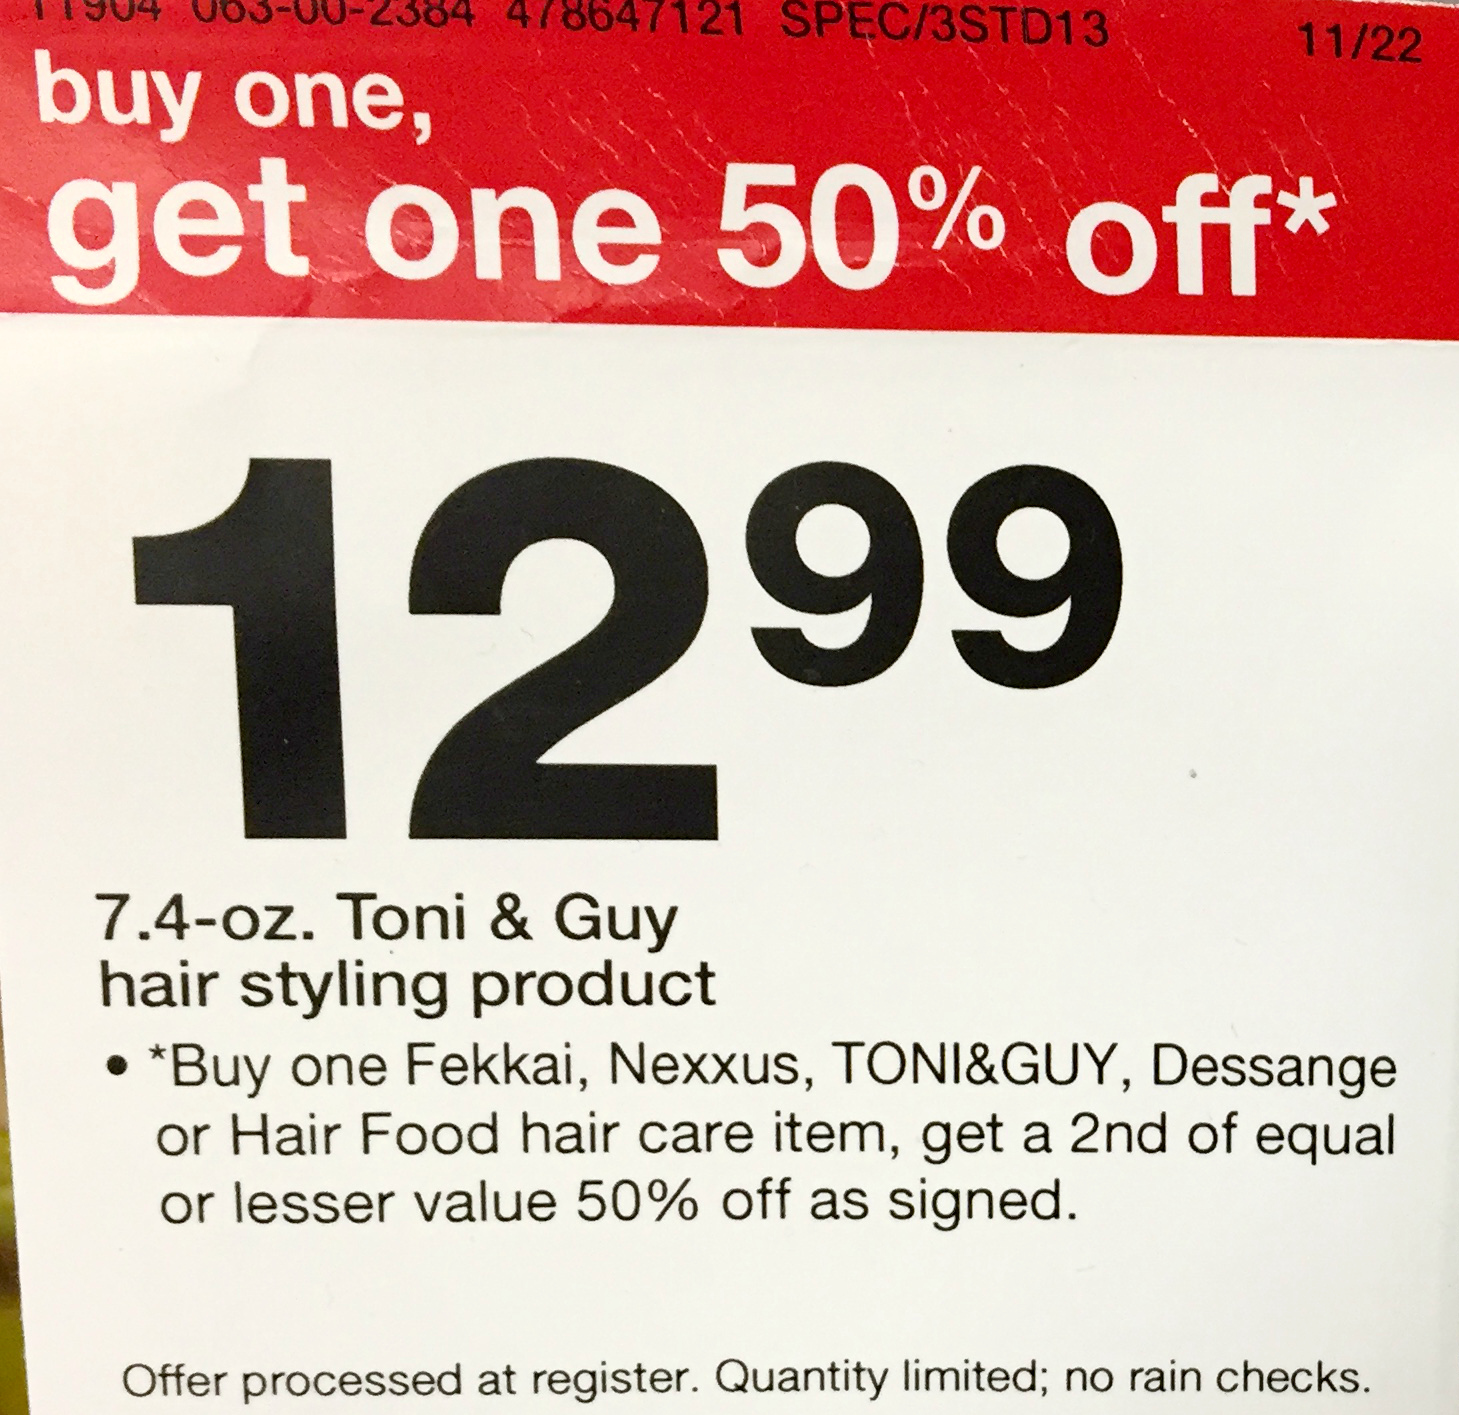 11904 063-00-2384 478647121 SPEC/3STD13 11/22
buy one,
get one 50% off*
12 99
7.4-oz. Toni & Guy
hair styling product
• *Buy one Fekkai, Nexxus, TONI&GUY, Dessange
or Hair Food hair care item, get a 2nd of equal
or lesser value 50% off as signed.
Offer processed at register. Quantity limited; no rain checks.